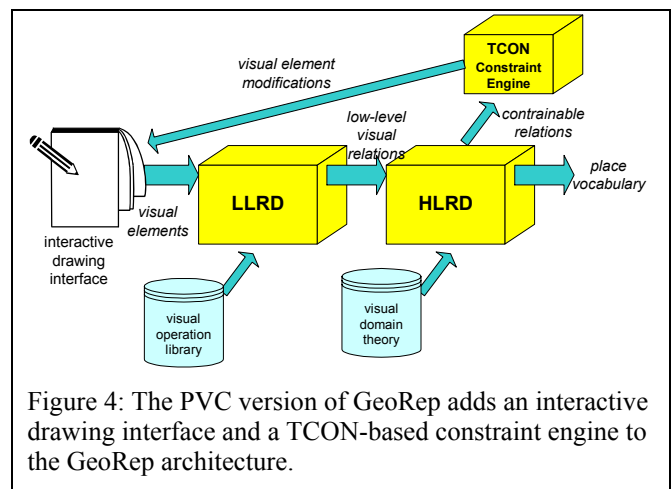 TCON
Constraint
Engine
visual element
modifications
low-level
visual
relations
contrainable
relations
LLRD
HLRD
place
vocabulary
visual
elements
interactive
drawing
interface
visual
operation
library
visual
domain
theory
Figure 4: The PVC version of GeoRep adds an interactive
drawing interface and a TCON-based constraint engine to
the GeoRep architecture.